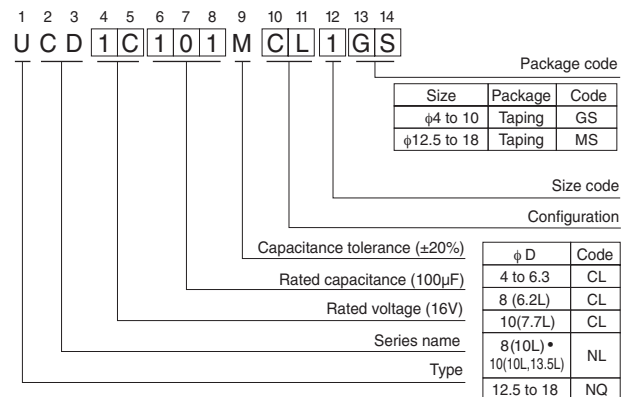 1 2 3 4 5 6 7 8 9 10 11 12 13 14
U C D 1 C 1 0 1 M C L 1 G S
Package code
Size Package Code
φ4 to 10 Taping GS
φ12.5 to 18 Taping MS
Size code
Configuration
Capacitance tolerance (±20%)
Rated capacitance (100µF)
Rated voltage (16V)
Series name
Type
φ D Code
4 to 6.3 CL
8 (6.2L) CL
10(7.7L) CL
8(10L) •
10(10L,13.5L) NL
12.5 to 18 NQ